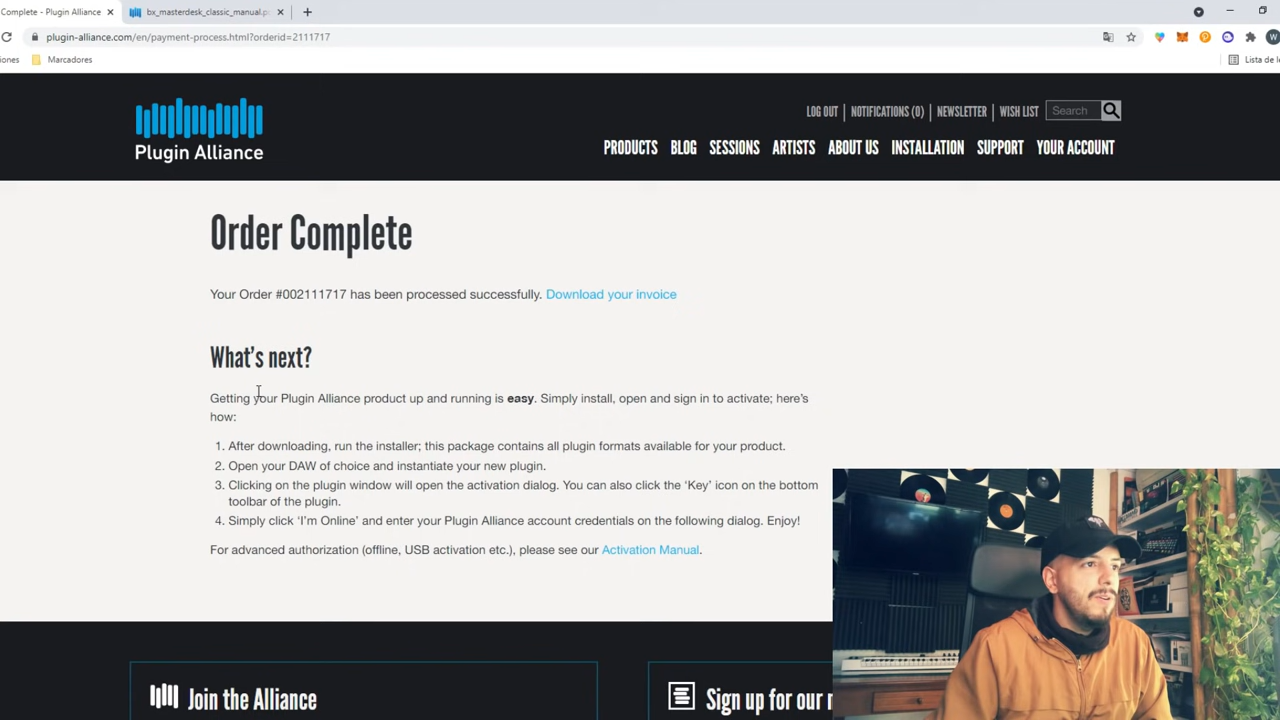 Complete - Plugin Alliance
bx_masterdesk_classic_manual.p
plugin-alliance.com/en/payment-process.html?orderid=2111717
iones
Marcadores
Lista de le
Plugin Alliance
LOG OUT
NOTIFICATIONS (0)
NEWSLETTER
WISH LIST
Search
PRODUCTS
BLOG
SESSIONS
ARTISTS
ABOUT US
INSTALLATION
SUPPORT
YOUR ACCOUNT
Order Complete
Your Order #002111717 has been processed successfully. Download your invoice
What's next?
Getting your Plugin Alliance product up and running is easy. Simply install, open and sign in to activate; here's
how:
1. After downloading, run the installer; this package contains all plugin formats available for your product.
2. Open your DAW of choice and instantiate your new plugin.
3. Clicking on the plugin window will open the activation dialog. You can also click the ‘Key’ icon on the bottom
toolbar of the plugin.
4. Simply click ‘I’m Online’ and enter your Plugin Alliance account credentials on the following dialog. Enjoy!
For advanced authorization (offline, USB activation etc.), please see our Activation Manual.
Join the Alliance
Sign up for our